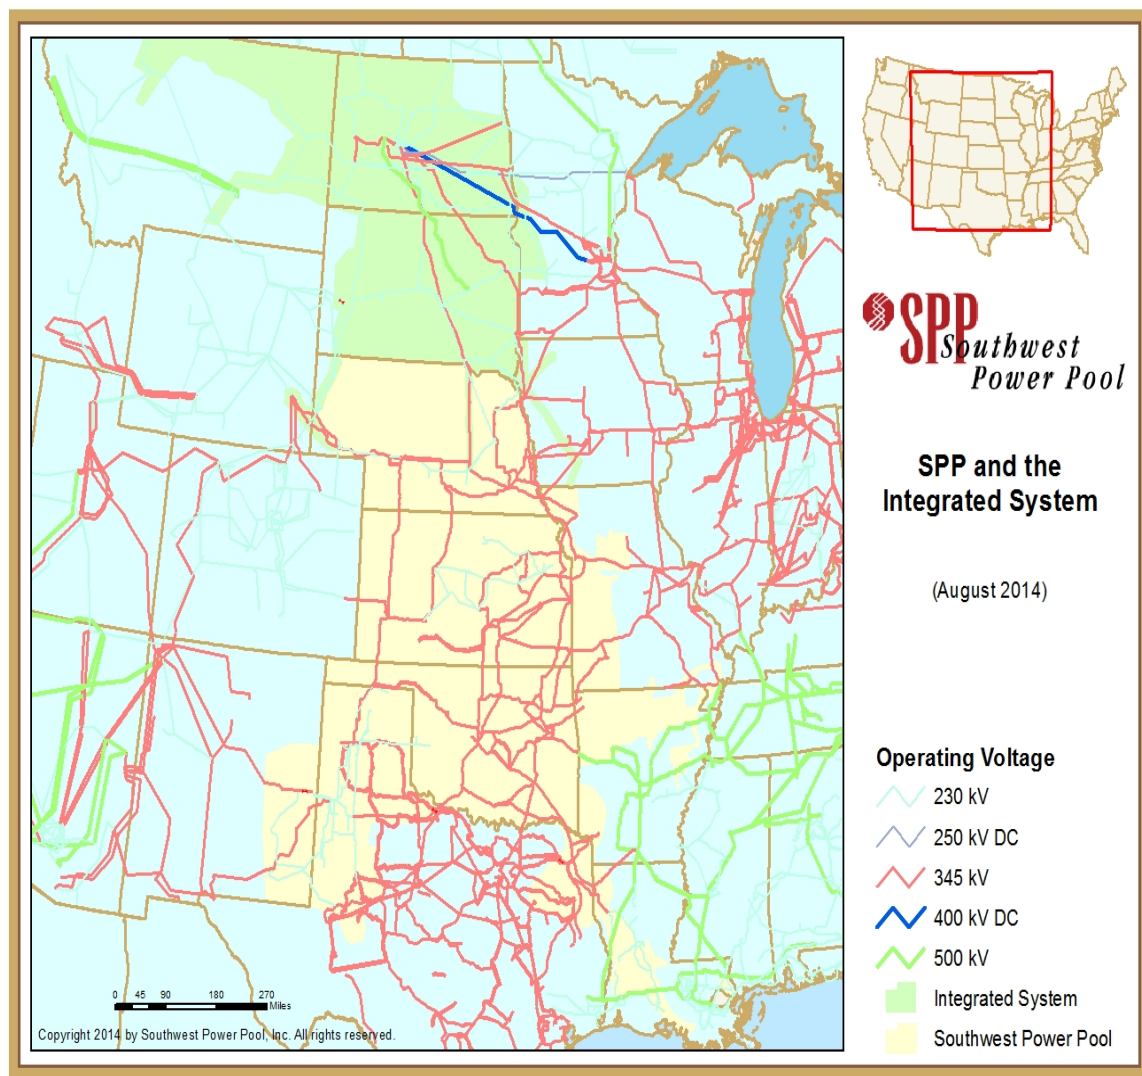 SPP
Southwest
Power Pool
SPP and the
Integrated System
(August 2014)
Operating Voltage
230 kV
250 kV DC
345 kV
400 kV DC
500 kV
Integrated System
Southwest Power Pool
0 45 90 180 270
Miles
Copyright 2014 by Southwest Power Pool, Inc. All rights reserved.